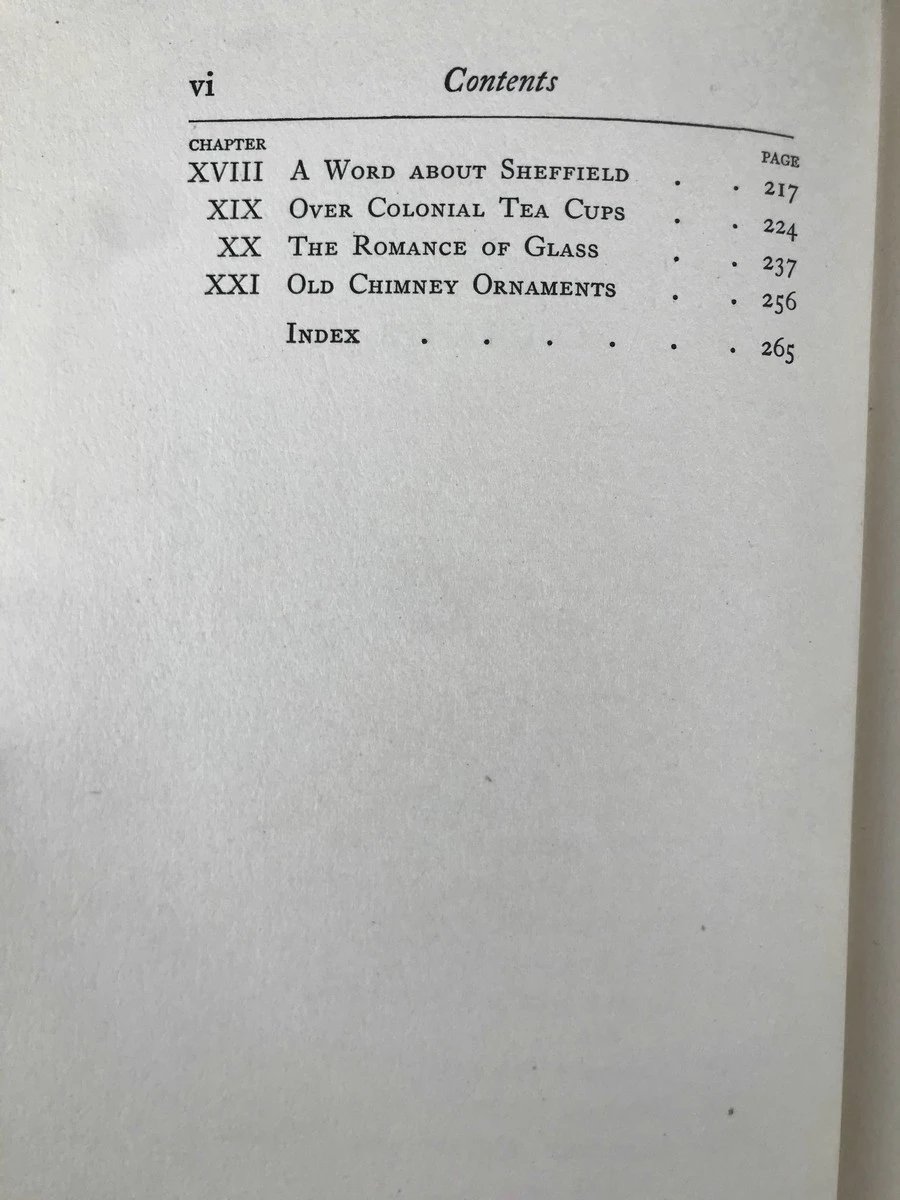 vi Contents
CHAPTER PAGE
XVIII A Word about Sheffield . . 217
XIX Over Colonial Tea Cups . . 224
XX The Romance of Glass . . 237
XXI Old Chimney Ornaments . . 256
Index . . . . . . 265